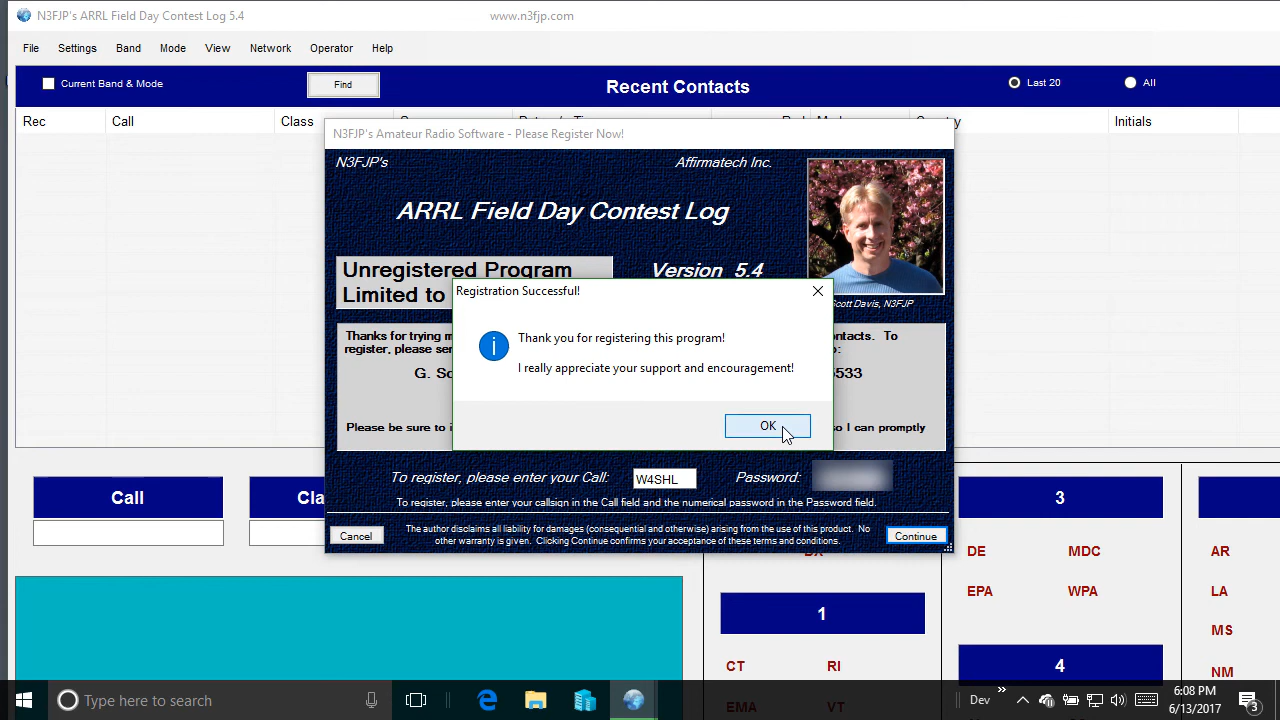 N3FJP's ARRL Field Day Contest Log 5.4
www.n3fjp.com
File Settings Band Mode View Network Operator Help
Current Band & Mode
Find
Recent Contacts
Last 20
All
Rec Call Class Initials
N3FJP's Amateur Radio Software - Please Register Now!
N3FJP's
Affirmatech Inc.
ARRL Field Day Contest Log
Unregistered Program
Limited to
Version 5.4
Scott Davis, N3FJP
Registration Successful!
Thank you for registering this program!
I really appreciate your support and encouragement!
OK
Thanks for trying
register, please
ontacts. To
G.
533
Please be sure to
so I can promptly
To register, please enter your Call:
W4SHL
Password:
To register, please enter your callsign in the Call field and the numerical password in the Password field.
Cancel
The author disclaims all liability for damages (consequential and otherwise) arising from the use of this product. No
other warranty is given. Clicking Continue confirms your acceptance of these terms and conditions.
Continue
Call
Cla
3
DX
DE MDC
EPA WPA
AR
LA
MS
NM
1
4
CT RI
EMA VT
Type here to search
Dev
6:08 PM
6/13/2017
3